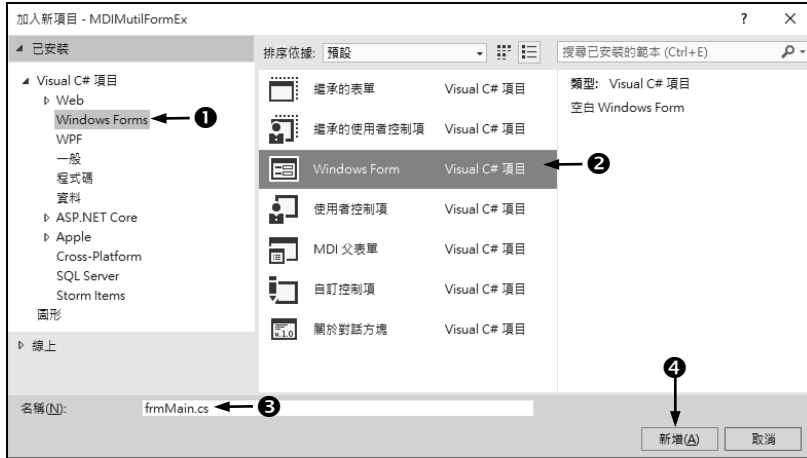 加入新項目 - MDIMutilFormEx ? ×
已安裝
Visual C# 項目
Web
Windows Forms ❶
WPF
一般
程式碼
資料
ASP.NET Core
Apple
Cross-Platform
SQL Server
Storm Items
圖形
線上
排序依據: 預設
搜尋已安裝的範本 (Ctrl+E)
繼承的表單 Visual C# 項目
繼承的使用者控制項 Visual C# 項目
Windows Form Visual C# 項目 ❷
使用者控制項 Visual C# 項目
MDI 父表單 Visual C# 項目
自訂控制項 Visual C# 項目
v.1.0 關於對話方塊 Visual C# 項目
類型: Visual C# 項目
空白 Windows Form
名稱(N): frmMain.cs ❸
❹
新增(A) 取消